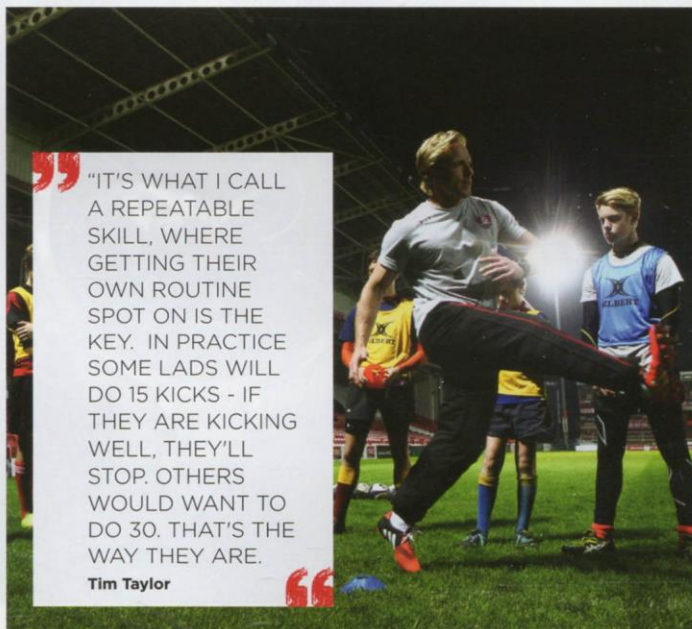 "IT'S WHAT I CALL
A REPEATABLE
SKILL, WHERE
GETTING THEIR
OWN ROUTINE
SPOT ON IS THE
KEY. IN PRACTICE
SOME LADS WILL
DO 15 KICKS - IF
THEY ARE KICKING
WELL, THEY'LL
STOP. OTHERS
WOULD WANT TO
DO 30. THAT'S THE
WAY THEY ARE.
Tim Taylor
GILBERT
GILBERT